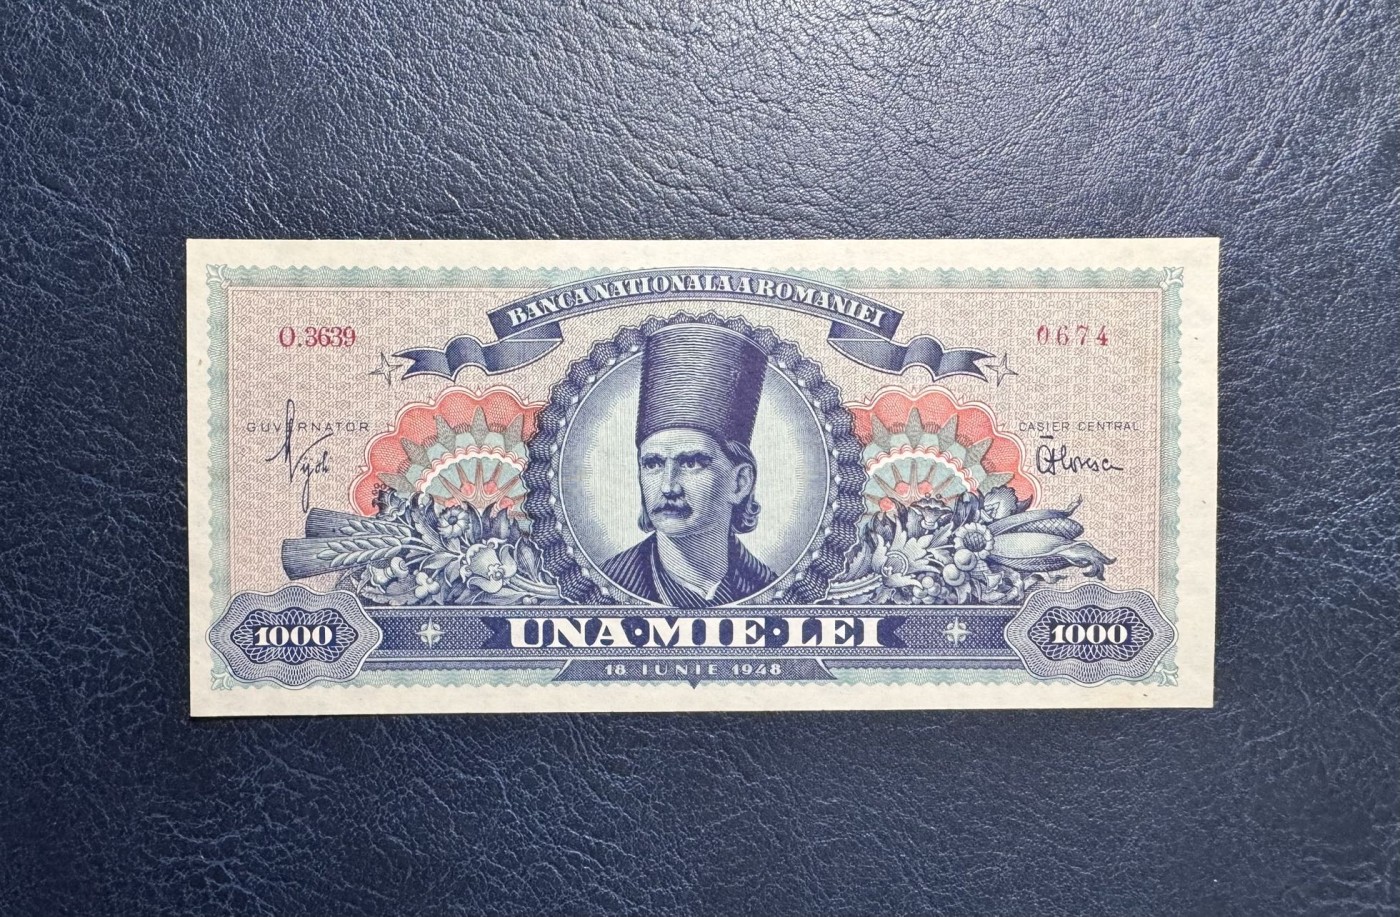 BANCA NATIONALA A ROMANIEI
O.3639
0674
GUVERNATOR
CASIER CENTRAL
1000
UNA·MIE·LEI
1000
18 IUNIE 1948